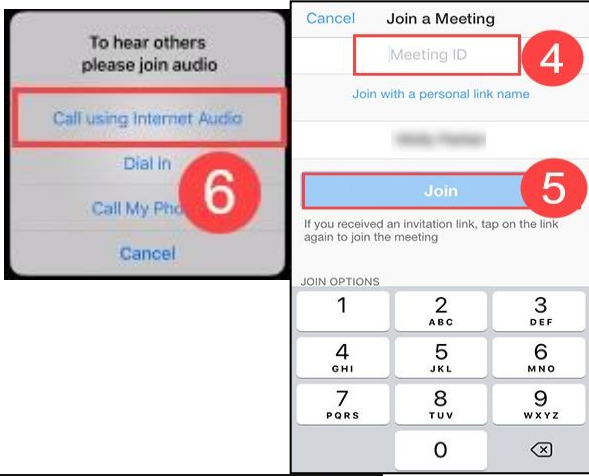 To hear others
please join audio
Call using Internet Audio
Dial In
Call My Pho
Cancel
6
Cancel
Join a Meeting
Meeting ID
4
Join with a personal link name
Join
5
If you received an invitation link, tap on the link
again to join the meeting
JOIN OPTIONS
1 2 3
ABC DEF
4 5 6
GHI JKL MNO
7 8 9
PQRS TUV WXYZ
0